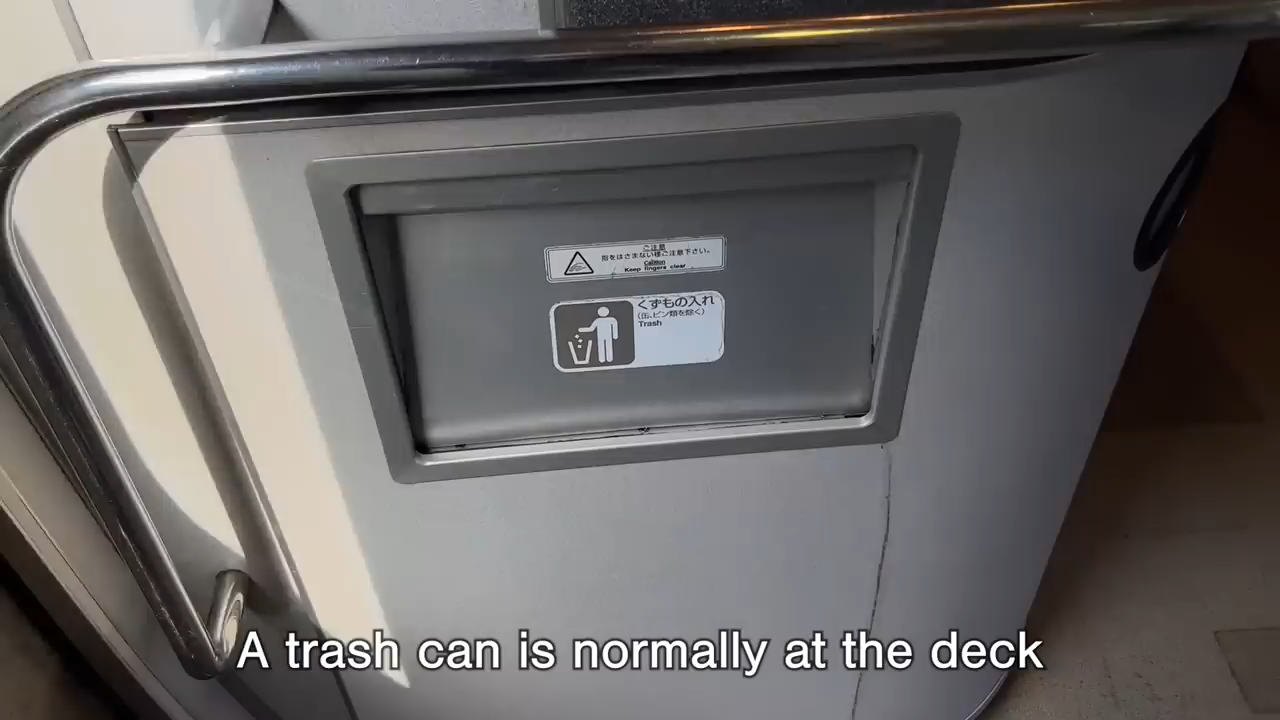 ご注意
指をはさまない様ご注意下さい。
Caution
Keep fingers clear
くずもの入れ
(缶、ビン類を除く)
Trash
A trash can is normally at the deck